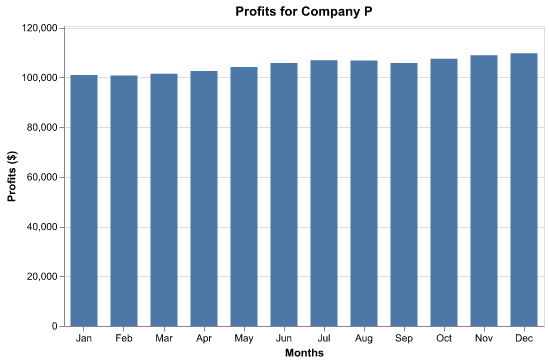 Profits for Company P
120,000
100,000
80,000
60,000
40,000
20,000
0
Profits ($)
Jan Feb Mar Apr May Jun Jul Aug Sep Oct Nov Dec
Months